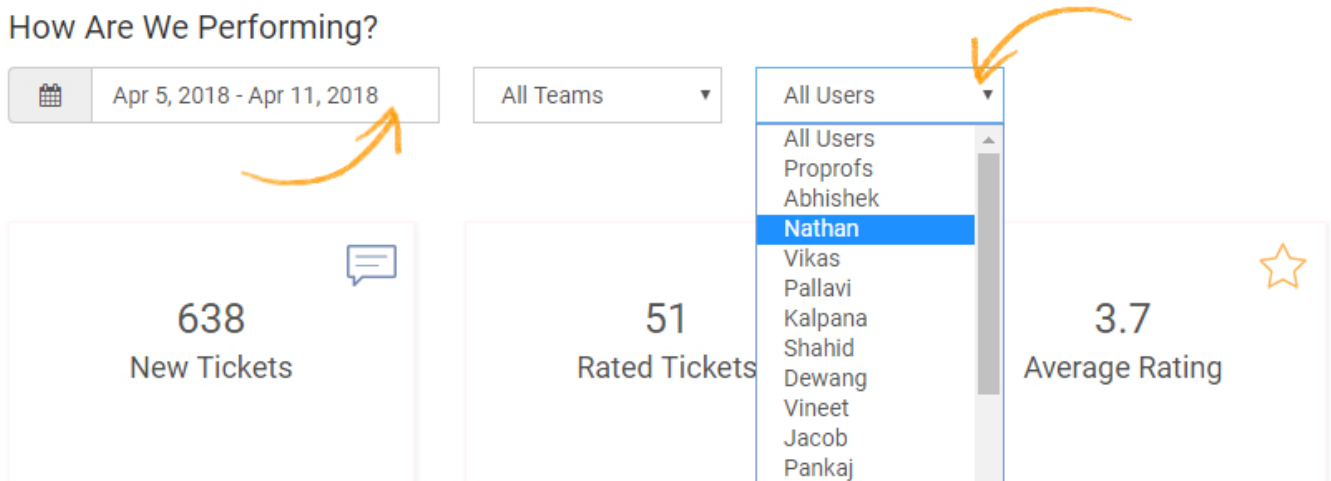 How Are We Performing?
Apr 5, 2018 - Apr 11, 2018
All Teams
All Users
All Users
Proprofs
Abhishek
Nathan
Vikas
Pallavi
Kalpana
Shahid
Dewang
Vineet
Jacob
Pankaj
638
New Tickets
51
Rated Tickets
3.7
Average Rating